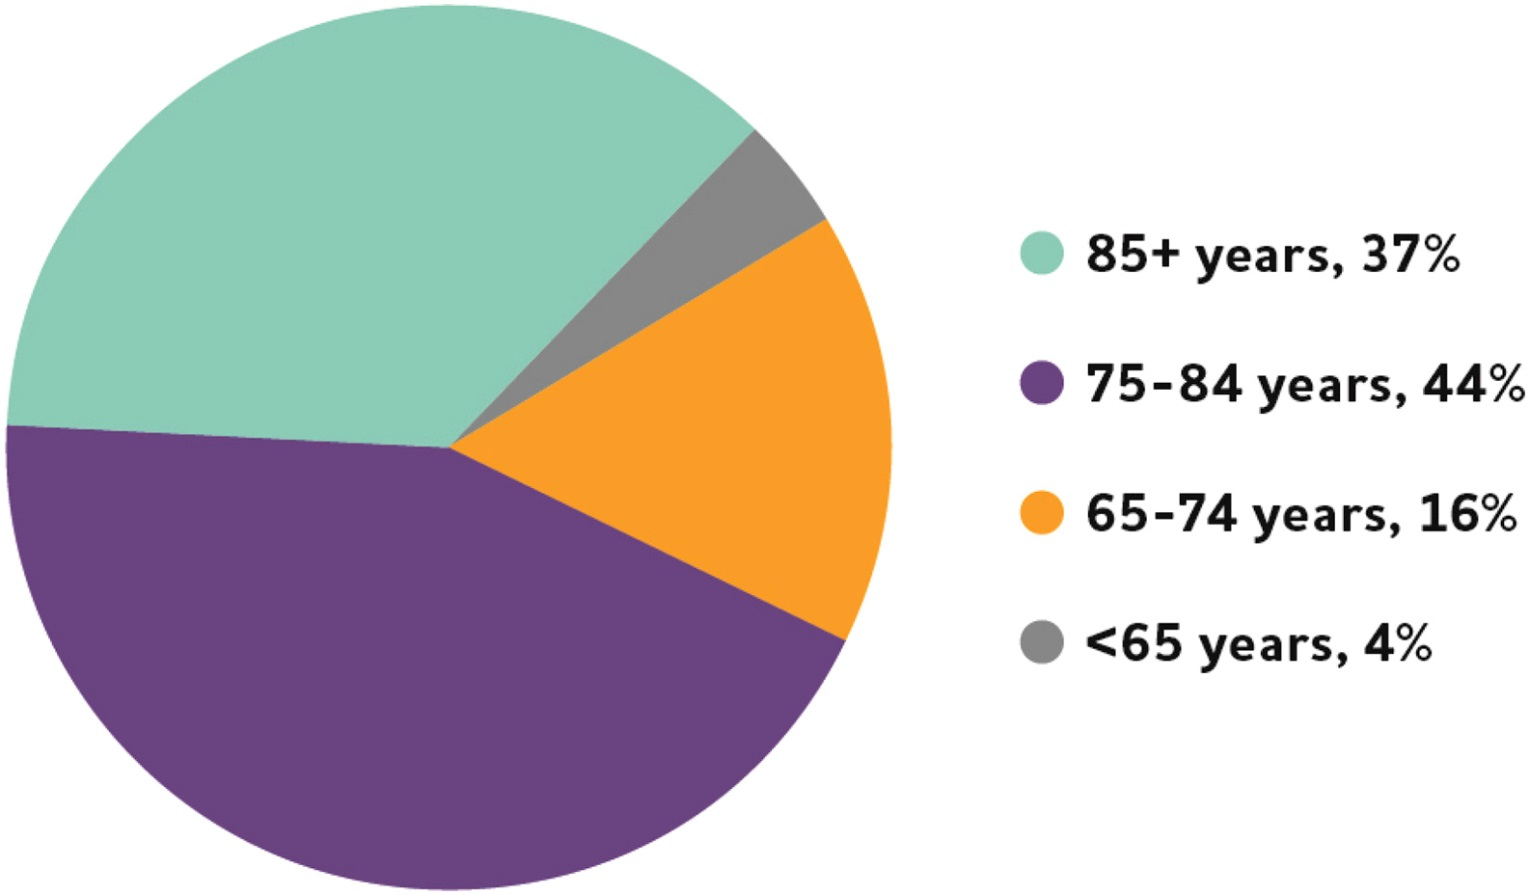 85+ years, 37%
75-84 years, 44%
65-74 years, 16%
<65 years, 4%